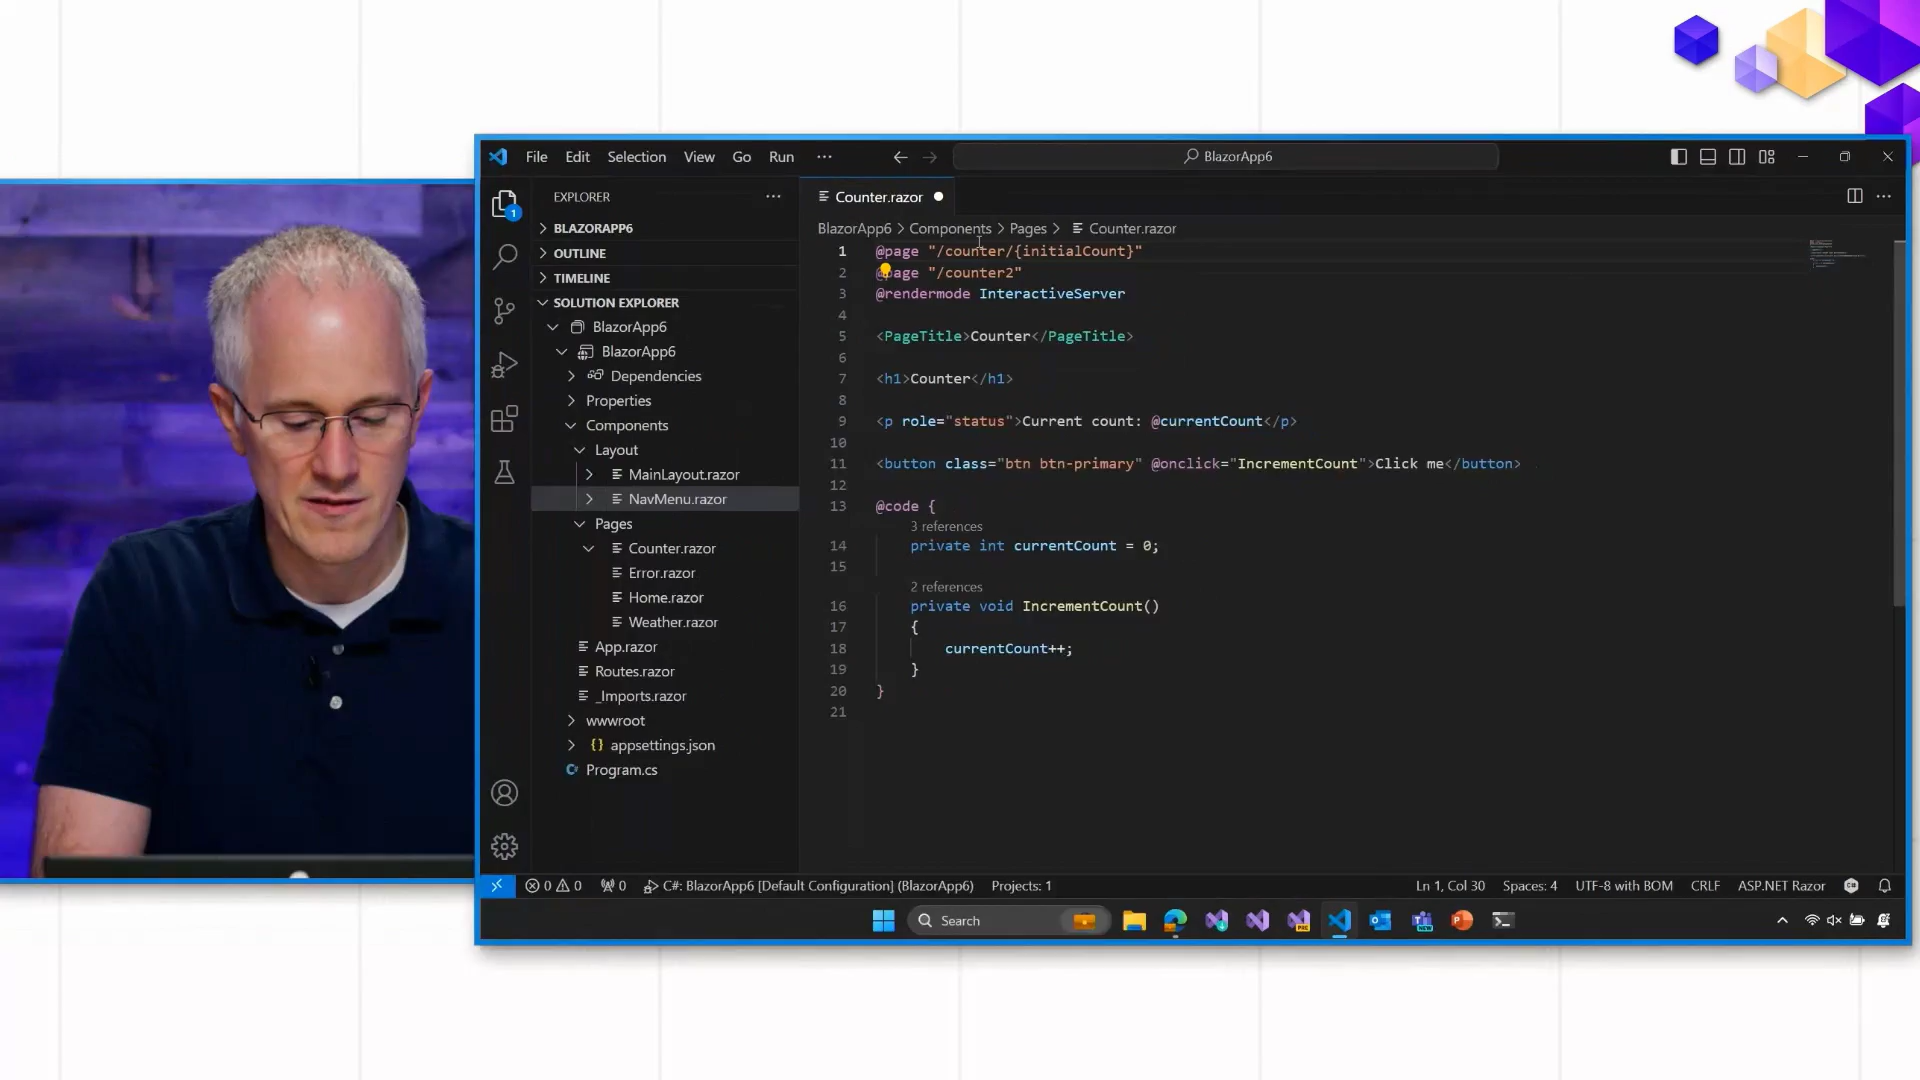 File Edit Selection View Go Run ···
BlazorApp6
EXPLORER ···
BLAZORAPP6
OUTLINE
TIMELINE
SOLUTION EXPLORER
BlazorApp6
BlazorApp6
Dependencies
Properties
Components
Layout
MainLayout.razor
NavMenu.razor
Pages
Counter.razor
Error.razor
Home.razor
Weather.razor
App.razor
Routes.razor
_Imports.razor
wwwroot
{} appsettings.json
C# Program.cs
1
Counter.razor
BlazorApp6 > Components > Pages > Counter.razor
1 @page "/counter/{initialCount}"
2 @page "/counter2"
3 @rendermode InteractiveServer
4
5 <PageTitle>Counter</PageTitle>
6
7 <h1>Counter</h1>
8
9 <p role="status">Current count: @currentCount</p>
10
11 <button class="btn btn-primary" @onclick="IncrementCount">Click me</button>
12
13 @code {
3 references
14 private int currentCount = 0;
15
2 references
16 private void IncrementCount()
17 {
18 currentCount++;
19 }
20 }
21
0 0 0 C#: BlazorApp6 [Default Configuration] (BlazorApp6) Projects: 1 Ln 1, Col 30 Spaces: 4 UTF-8 with BOM CRLF ASP.NET Razor
Search